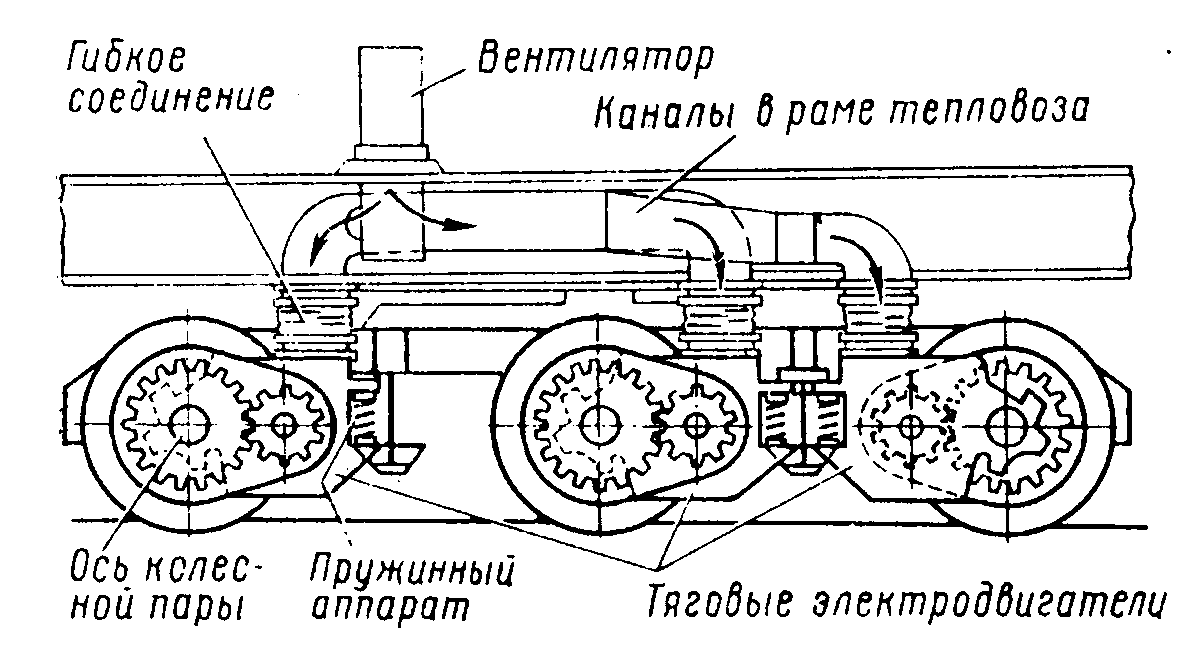 Гибкое
соединение
Вентилятор
Каналы в раме тепловоза
Ось колес-
ной пары
Пружинный
аппарат
Тяговые электродвигатели